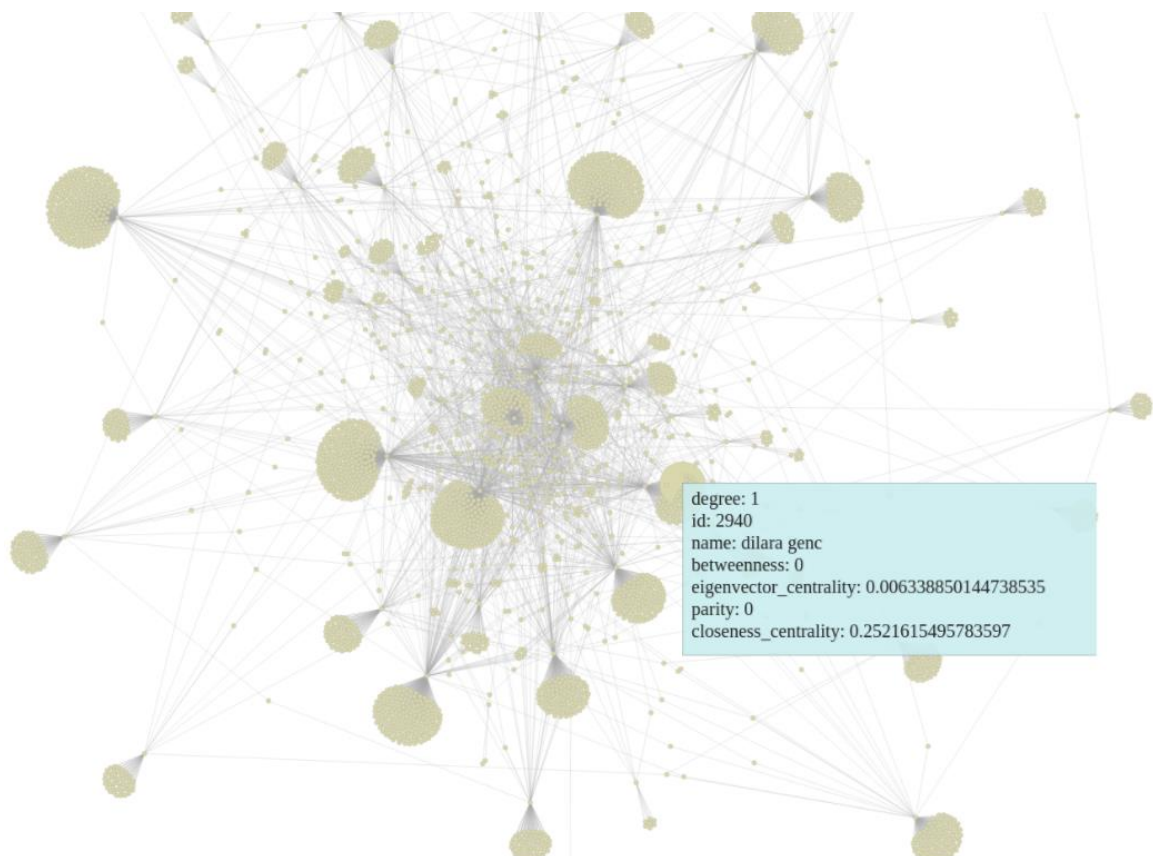 degree: 1
id: 2940
name: dilara genc
betweenness: 0
eigenvector_centrality: 0.006338850144738535
parity: 0
closeness_centrality: 0.2521615495783597